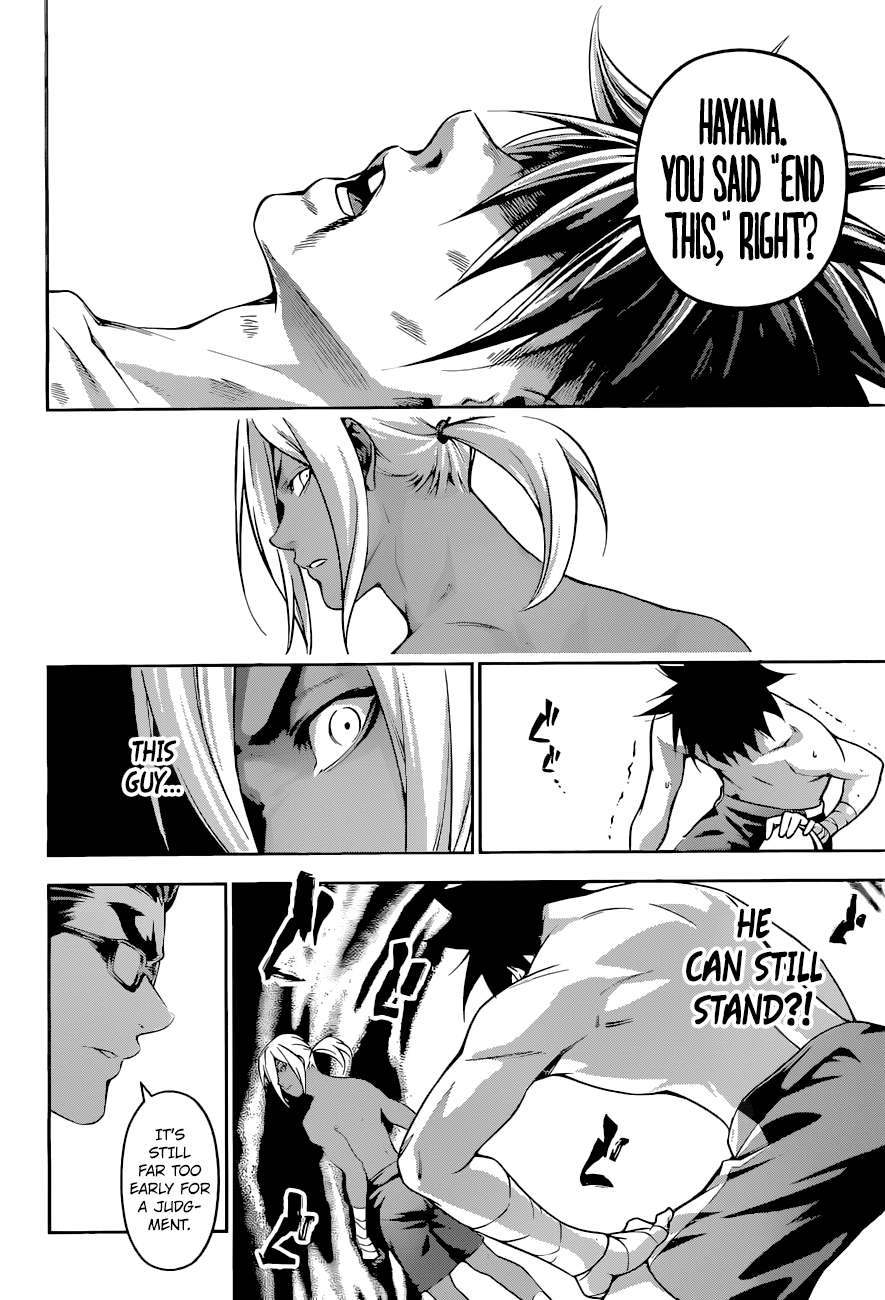 HAYAMA.
YOU SAID "END
THIS," RIGHT?
THIS
GUY...
HE
CAN STILL
STAND?!
IT'S
STILL
FAR TOO
EARLY FOR
A JUDG-
MENT.